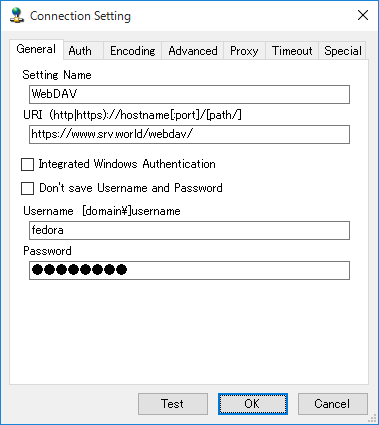 Connection Setting
General Auth Encoding Advanced Proxy Timeout Special
Setting Name
WebDAV
URI (http|https)://hostname[:port]/[path/]
https://www.srv.world/webdav/
Integrated Windows Authentication
Don't save Username and Password
Username [domain¥]username
fedora
Password
●●●●●●●●
Test OK Cancel